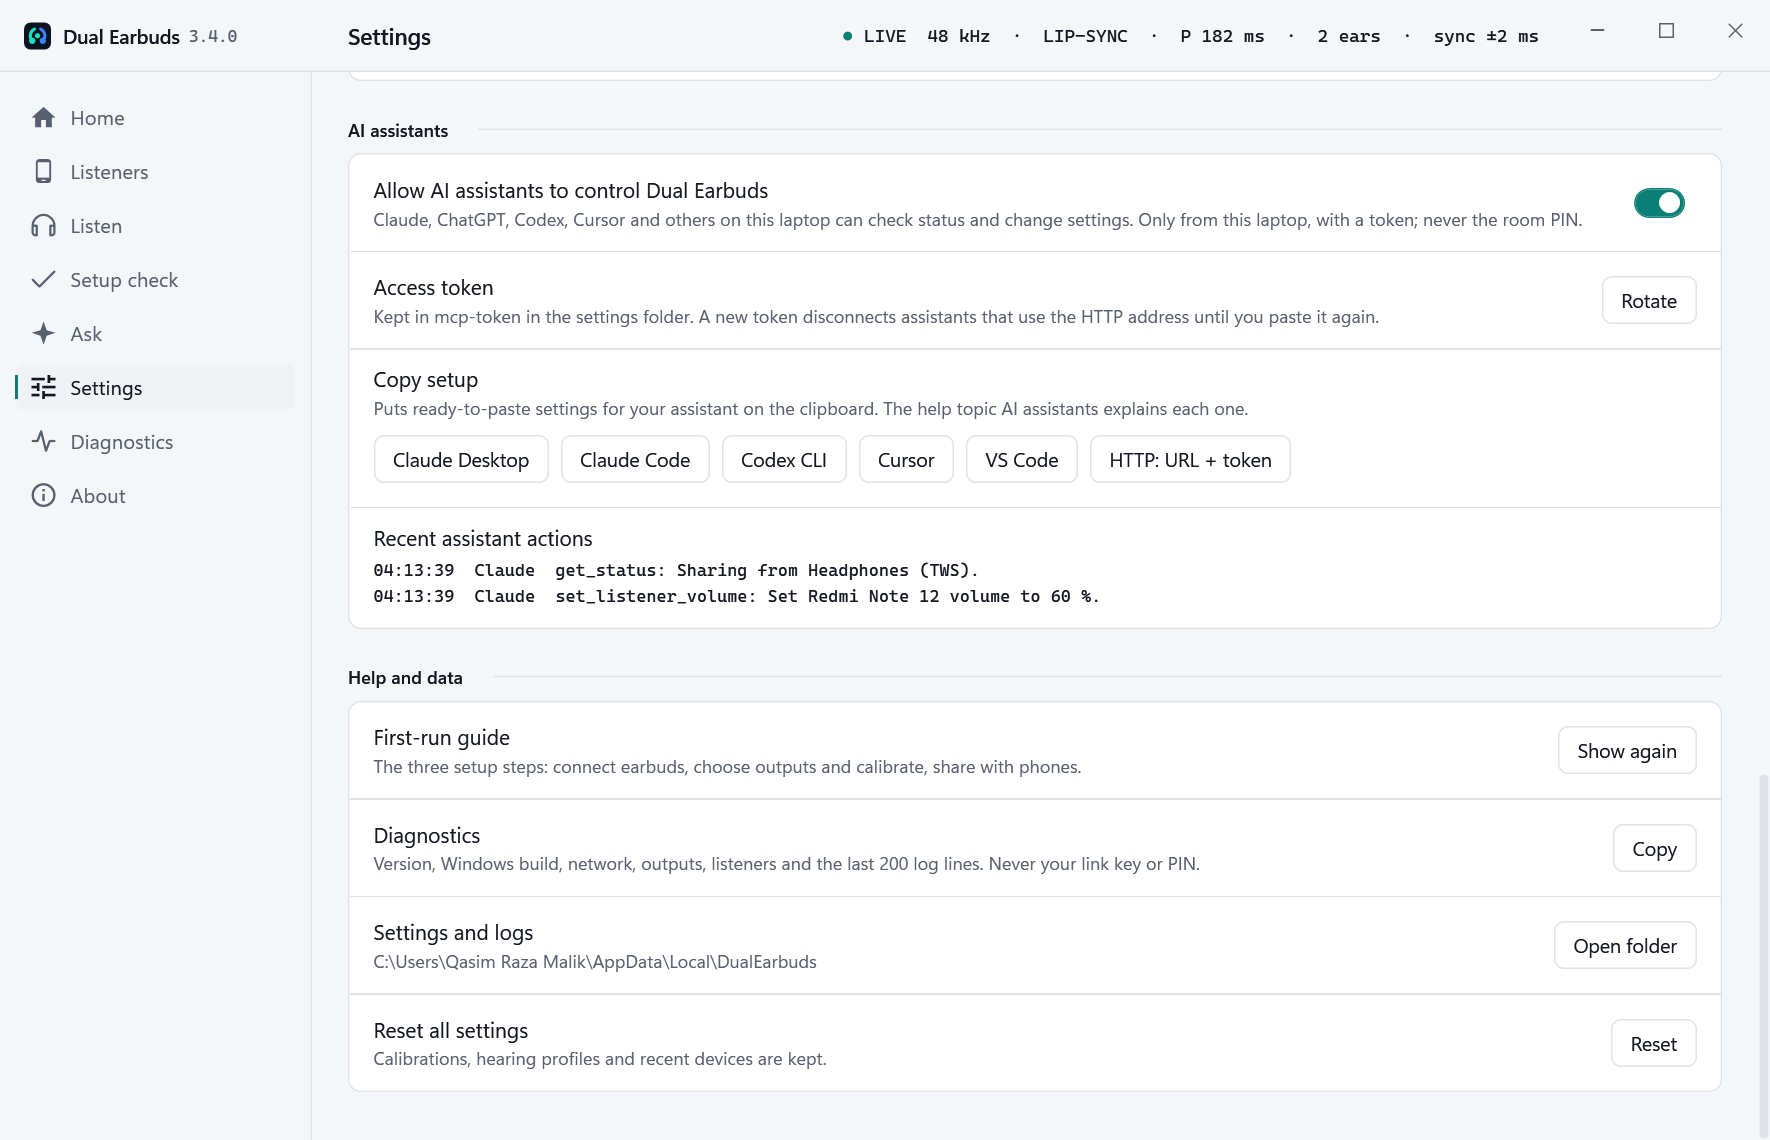 Dual Earbuds 3.4.0
Settings
LIVE 48 kHz · LIP-SYNC · P 182 ms · 2 ears · sync ±2 ms
Home
Listeners
Listen
Setup check
Ask
Settings
Diagnostics
About
AI assistants
Allow AI assistants to control Dual Earbuds
Claude, ChatGPT, Codex, Cursor and others on this laptop can check status and change settings. Only from this laptop, with a token; never the room PIN.
Access token
Kept in mcp-token in the settings folder. A new token disconnects assistants that use the HTTP address until you paste it again.
Rotate
Copy setup
Puts ready-to-paste settings for your assistant on the clipboard. The help topic AI assistants explains each one.
Claude Desktop Claude Code Codex CLI Cursor VS Code HTTP: URL + token
Recent assistant actions
04:13:39 Claude get_status: Sharing from Headphones (TWS).
04:13:39 Claude set_listener_volume: Set Redmi Note 12 volume to 60 %.
Help and data
First-run guide
The three setup steps: connect earbuds, choose outputs and calibrate, share with phones.
Show again
Diagnostics
Version, Windows build, network, outputs, listeners and the last 200 log lines. Never your link key or PIN.
Copy
Settings and logs
C:\Users\Qasim Raza Malik\AppData\Local\DualEarbuds
Open folder
Reset all settings
Calibrations, hearing profiles and recent devices are kept.
Reset